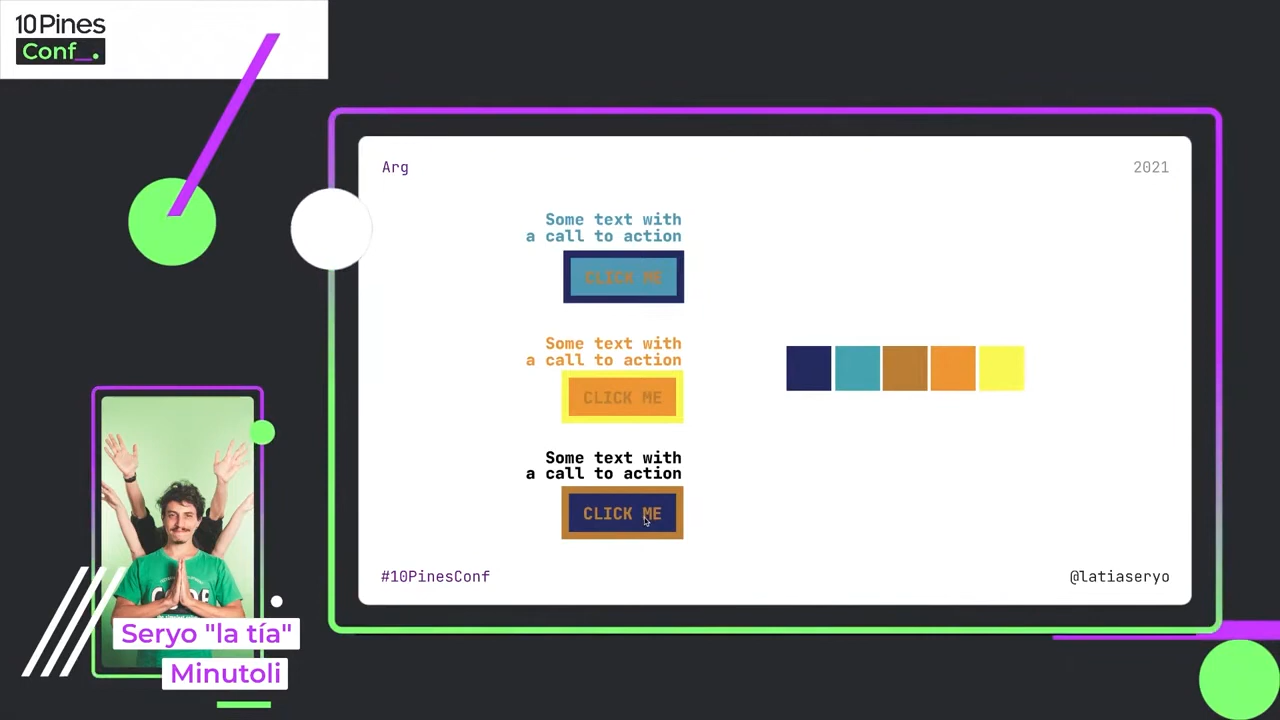 10Pines
Conf_.
Arg
2021
Some text with
a call to action
CLICK ME
Some text with
a call to action
CLICK ME
Some text with
a call to action
CLICK ME
#10PinesConf
@latiaseryo
Seryo "la tía"
Minutoli